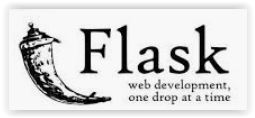 Flask
web development,
one drop at a time